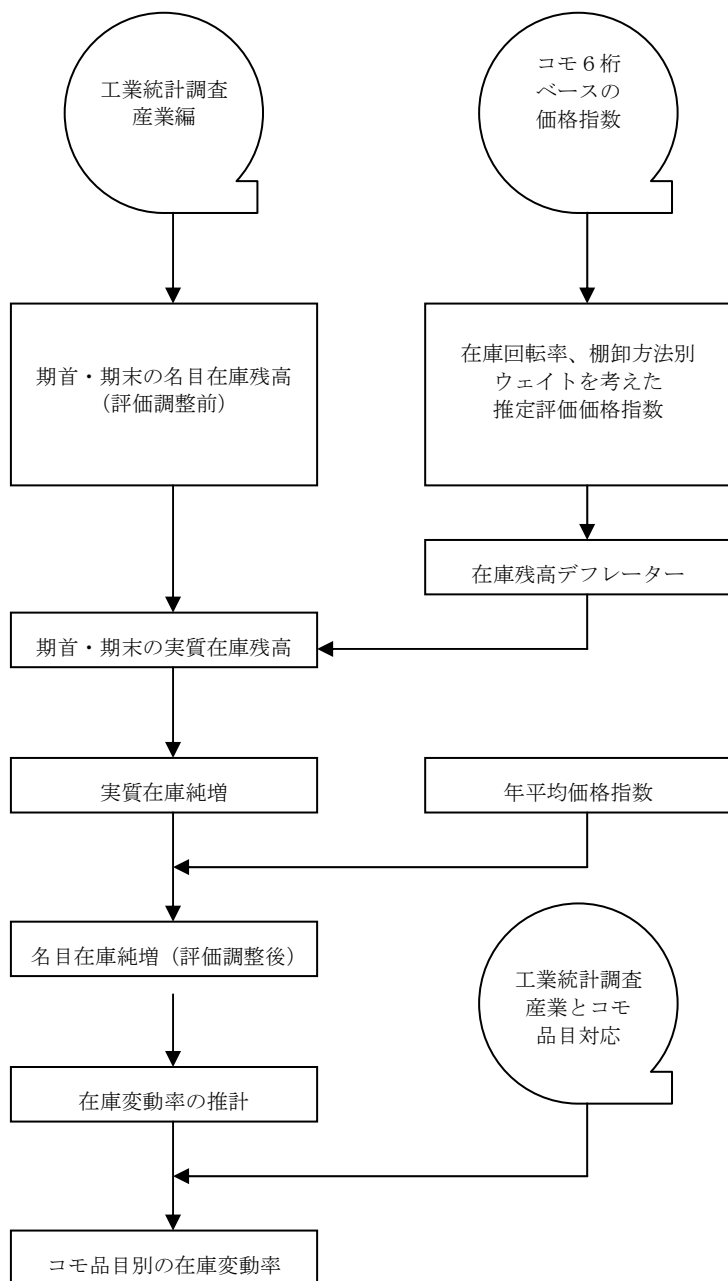 工業統計調査
産業編
コモ６桁
ベースの
価格指数
期首・期末の名目在庫残高
（評価調整前）
在庫回転率、棚卸方法別
ウェイトを考えた
推定評価価格指数
在庫残高デフレーター
期首・期末の実質在庫残高
実質在庫純増
年平均価格指数
名目在庫純増（評価調整後）
工業統計調査
産業とコモ
品目対応
在庫変動率の推計
コモ品目別の在庫変動率